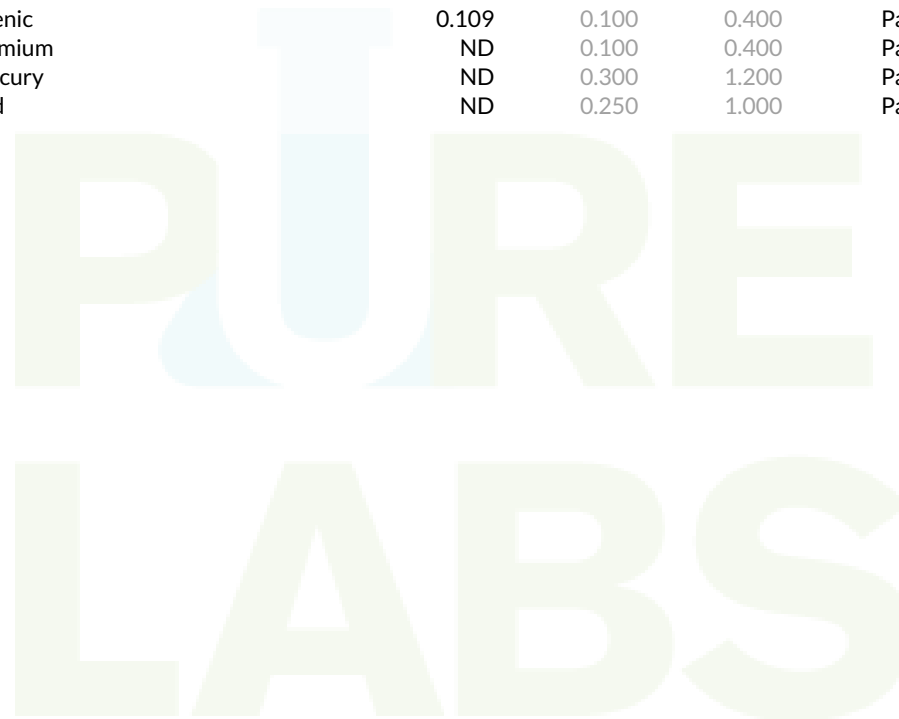 enic 0.109 0.100 0.400 Pa
mium ND 0.100 0.400 Pa
cury ND 0.300 1.200 Pa
d ND 0.250 1.000 Pa
PURE
LABS